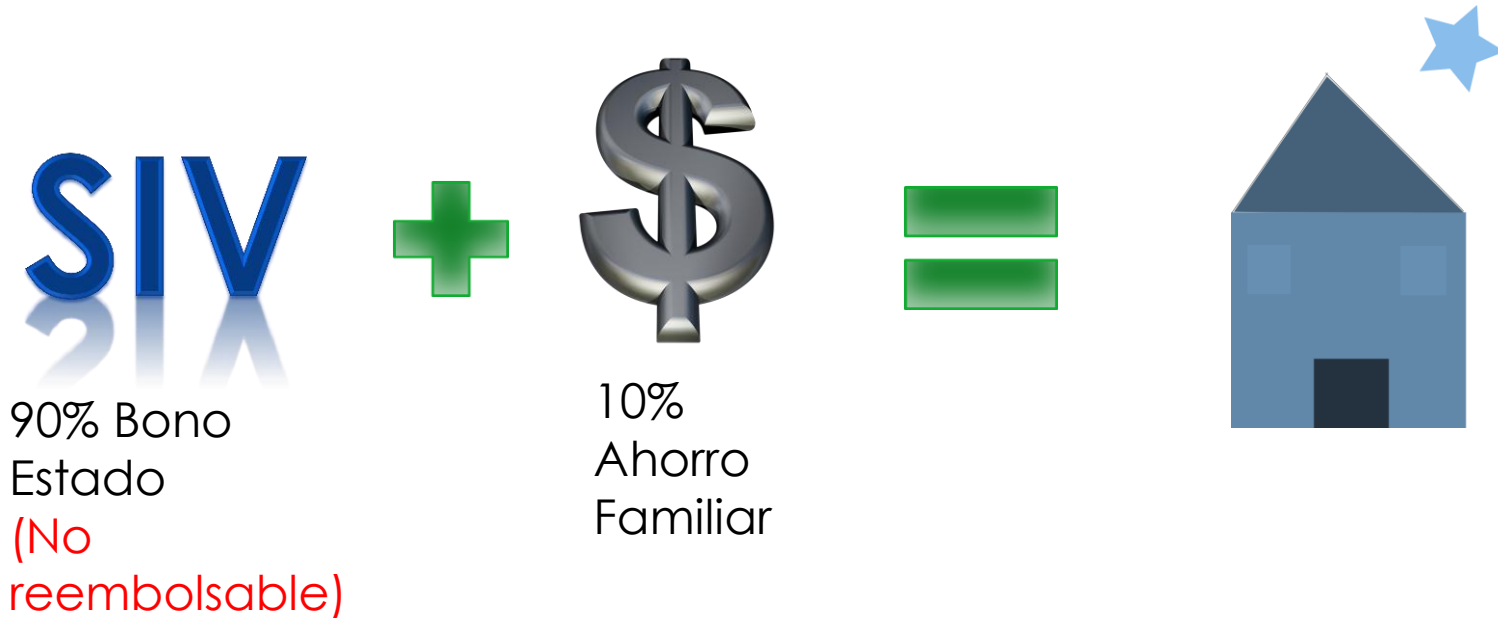 SIV
$
90% Bono
Estado
(No
reembolsable)
10%
Ahorro
Familiar